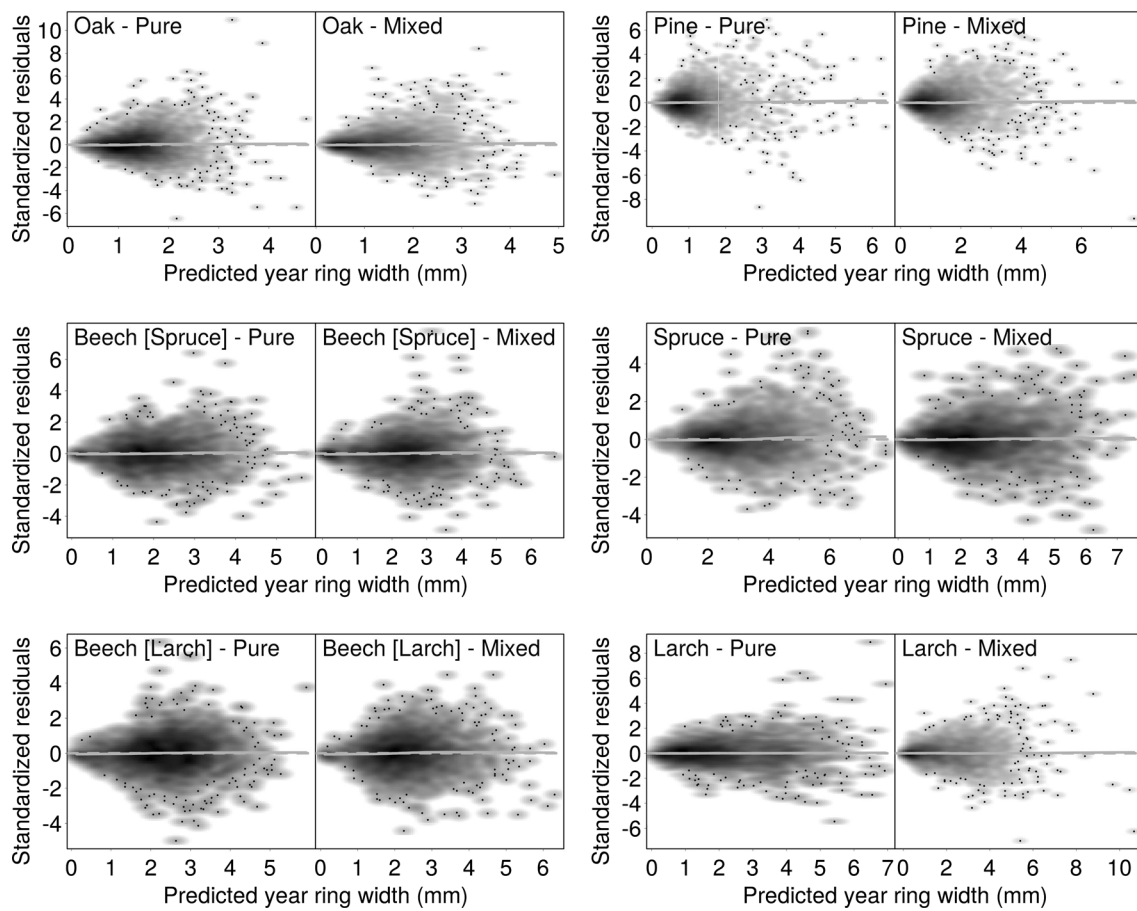 Oak - Pure
Oak - Mixed
10
8
6
4
2
0
-2
-4
-6
Standardized residuals
0 1 2 3 4 0 1 2 3 4 5
Predicted year ring width (mm)
Pine - Pure
Pine - Mixed
6
4
2
0
-2
-4
-6
-8
Standardized residuals
0 1 2 3 4 5 6 2 4 6
Predicted year ring width (mm)
Beech [Spruce] - Pure
Beech [Spruce] - Mixed
6
4
2
0
-2
-4
Standardized residuals
0 1 2 3 4 5 0 1 2 3 4 5 6
Predicted year ring width (mm)
Spruce - Pure
Spruce - Mixed
4
2
0
-2
-4
Standardized residuals
0 2 4 6 0 1 2 3 4 5 6 7
Predicted year ring width (mm)
Beech [Larch] - Pure
Beech [Larch] - Mixed
6
4
2
0
-2
-4
Standardized residuals
0 1 2 3 4 5 0 1 2 3 4 5 6
Predicted year ring width (mm)
Larch - Pure
Larch - Mixed
8
6
4
2
0
-2
-4
-6
Standardized residuals
0 1 2 3 4 5 6 7 0 2 4 6 8 10
Predicted year ring width (mm)